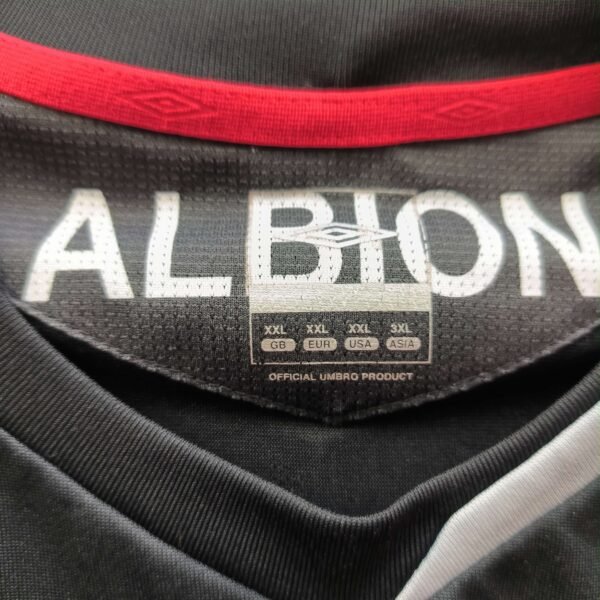 ALBION
XXL XXL XXL 3XL
GB EUR USA ASIA
OFFICIAL UMBRO PRODUCT